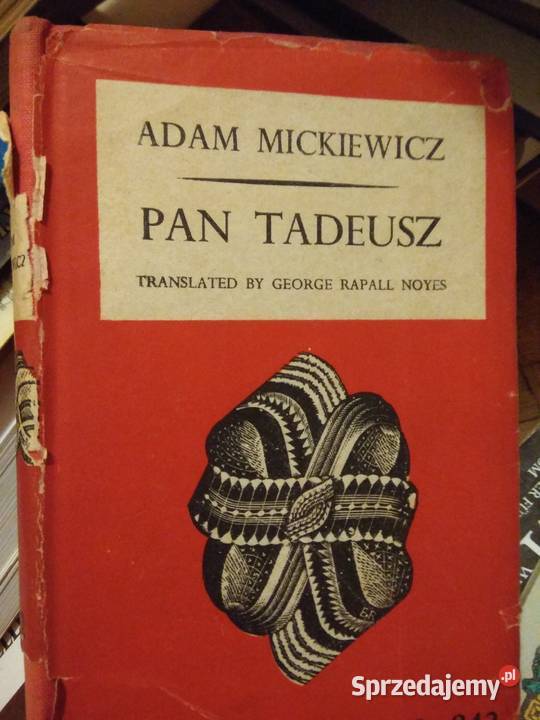 ADAM MICKIEWICZ
PAN TADEUSZ
TRANSLATED BY GEORGE RAPALL NOYES
Sprzedajemy.pl